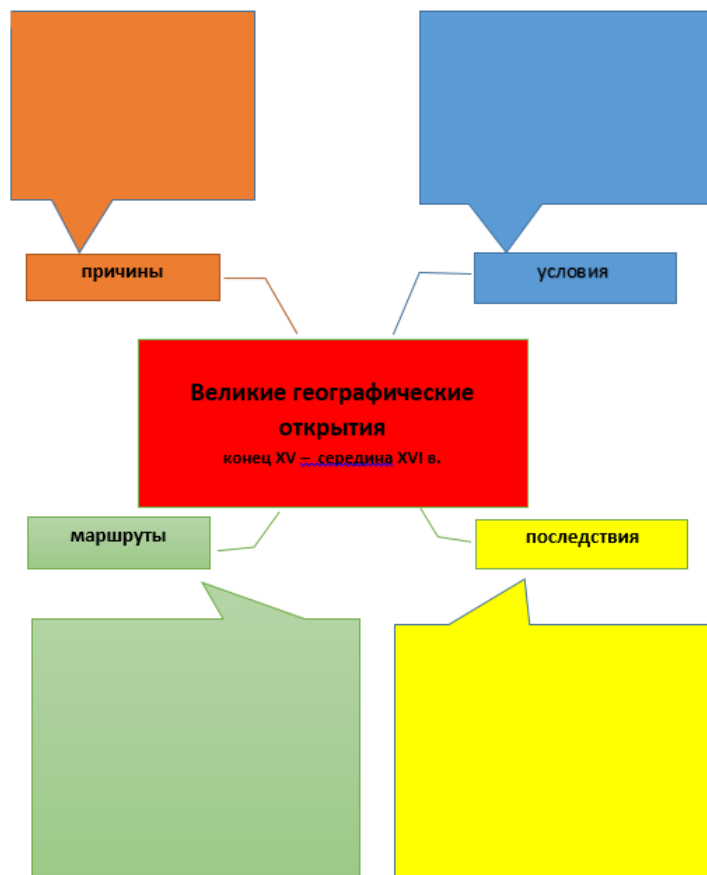 причины
условия
Великие географические
открытия
конец XV – середина XVI в.
маршруты
последствия